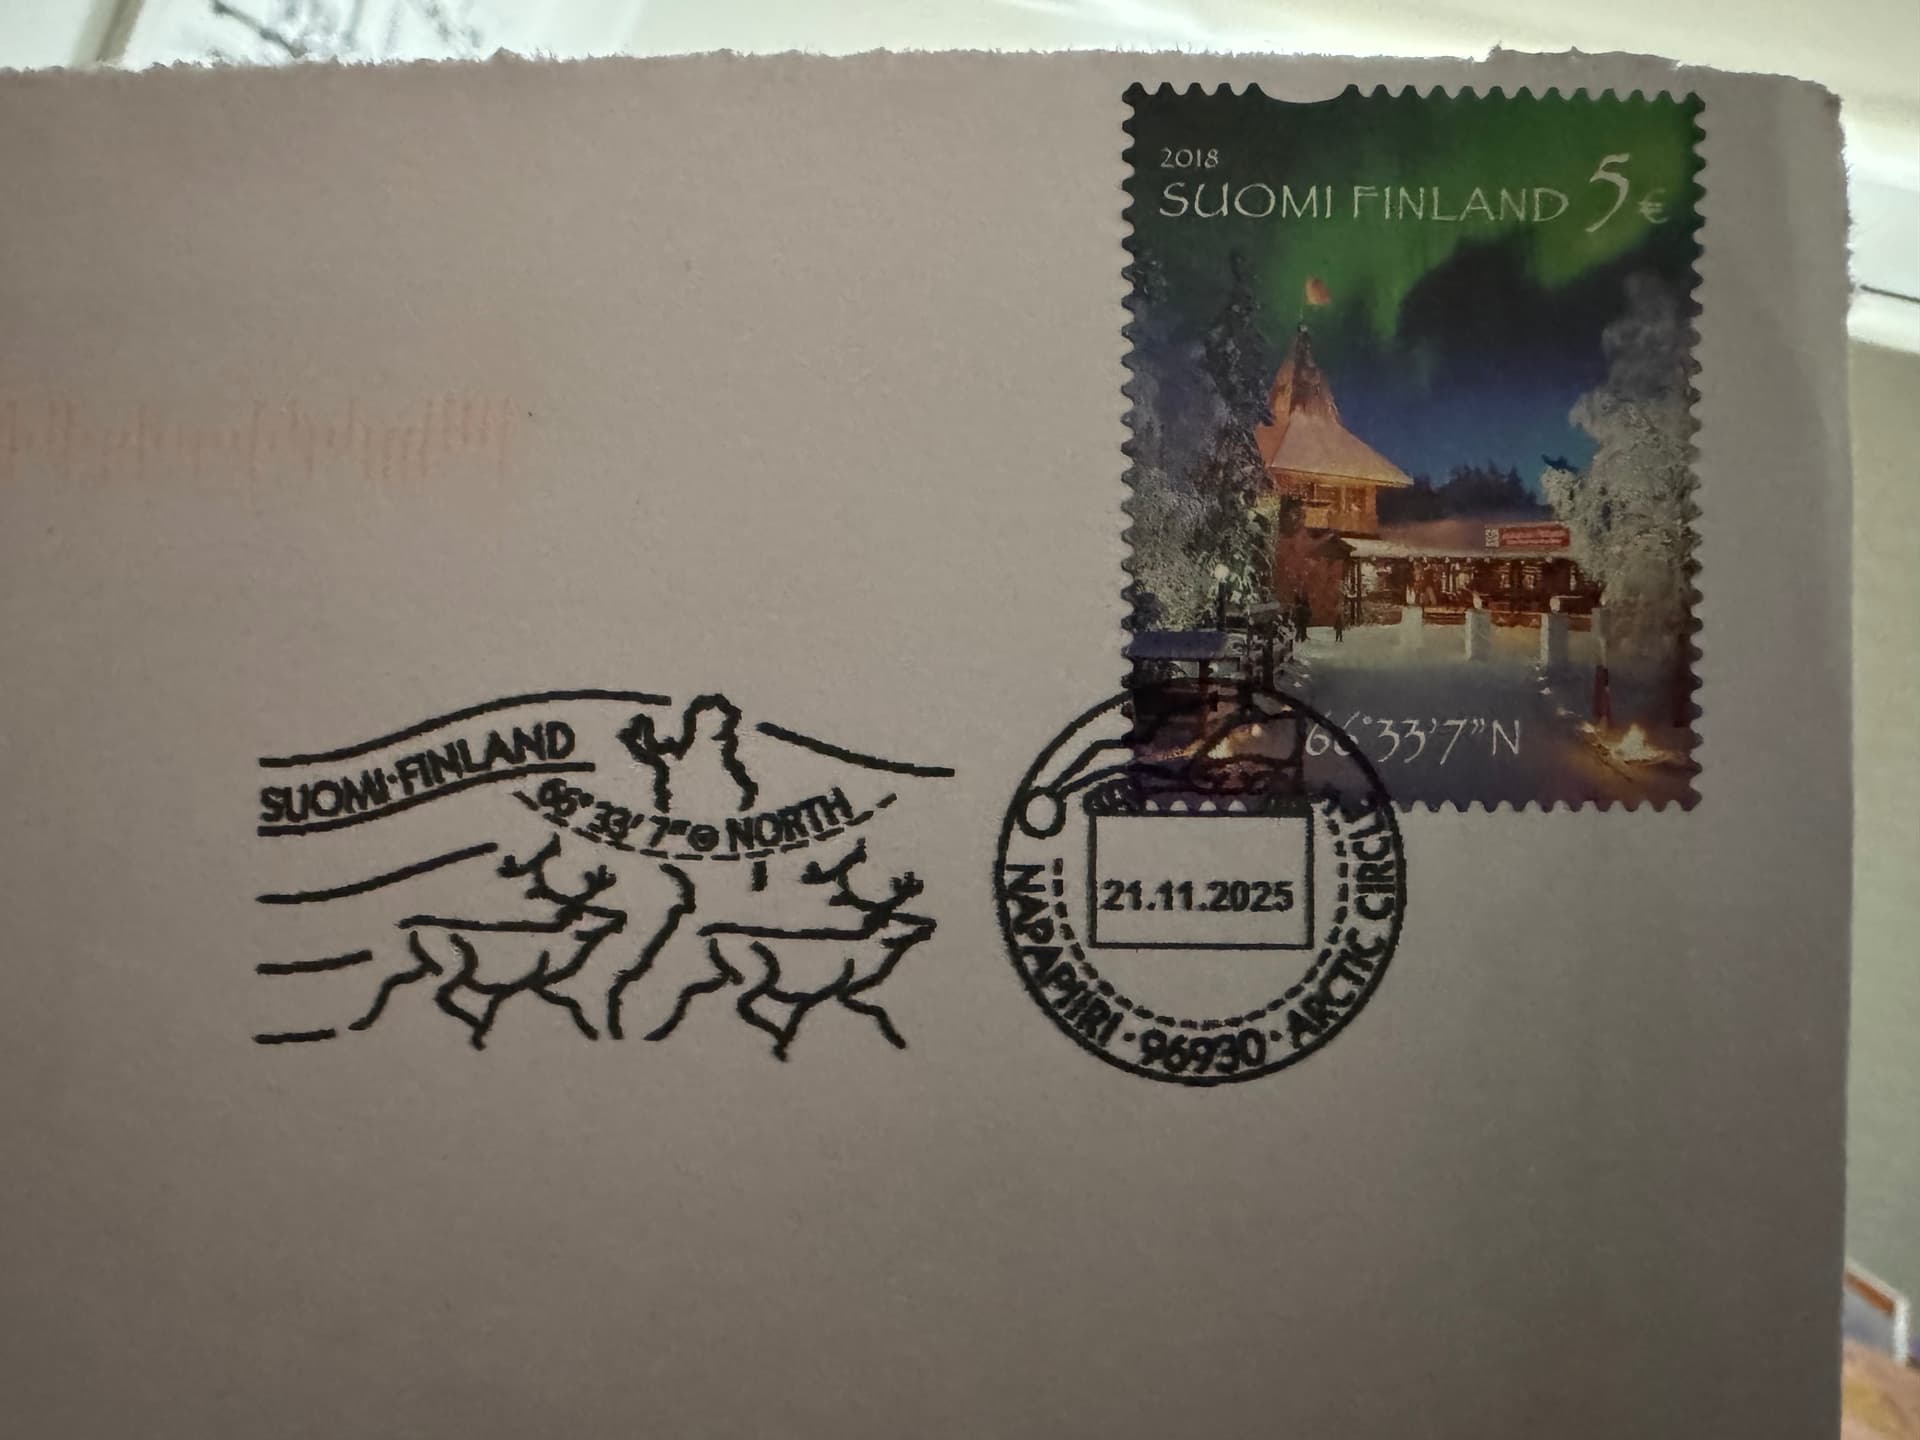 2018
SUOMI FINLAND 5€
66°33'7"N
SUOMI·FINLAND
66° 33' 7" NORTH
21.11.2025
NAPAPIIRI · 96930 · ARCTIC CIRCLE